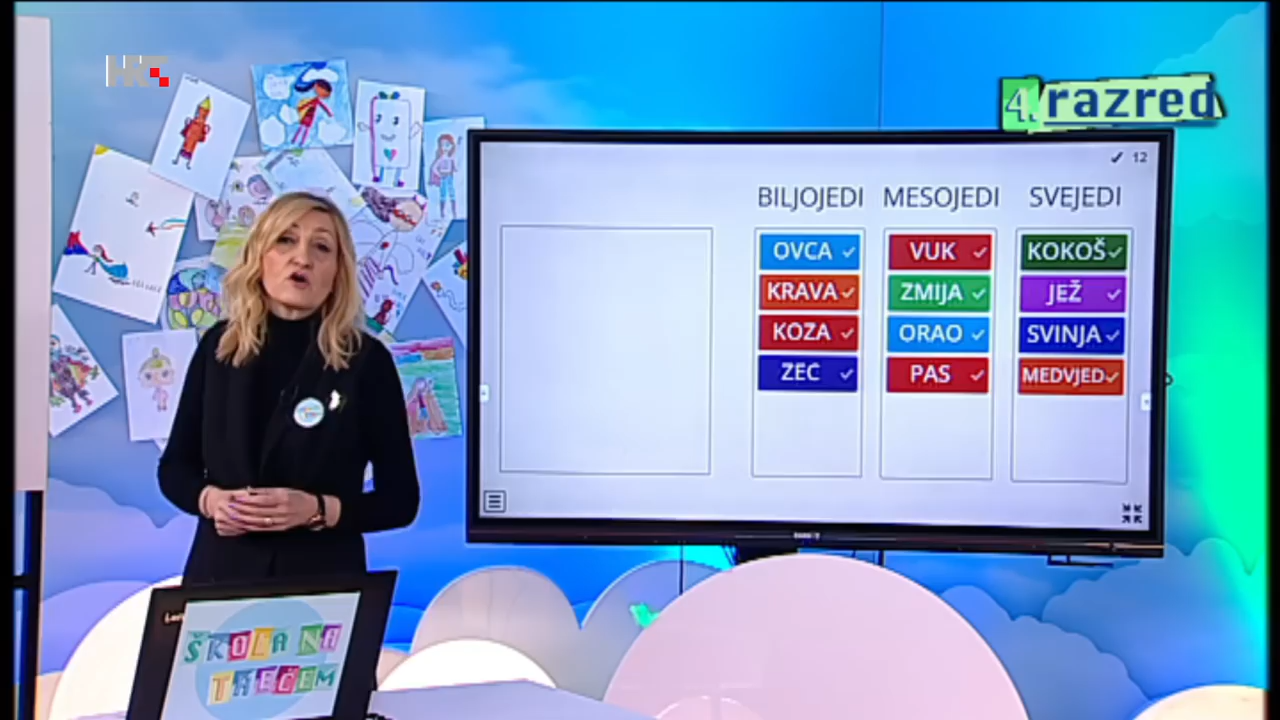 HRT
4. razred
12
BILJOJEDI MESOJEDI SVEJEDI
OVCA VUK KOKOŠ
KRAVA ZMIJA JEŽ
KOZA ORAO SVINJA
ZEC PAS MEDVJED
ŠKOLA NA
TREĆEM